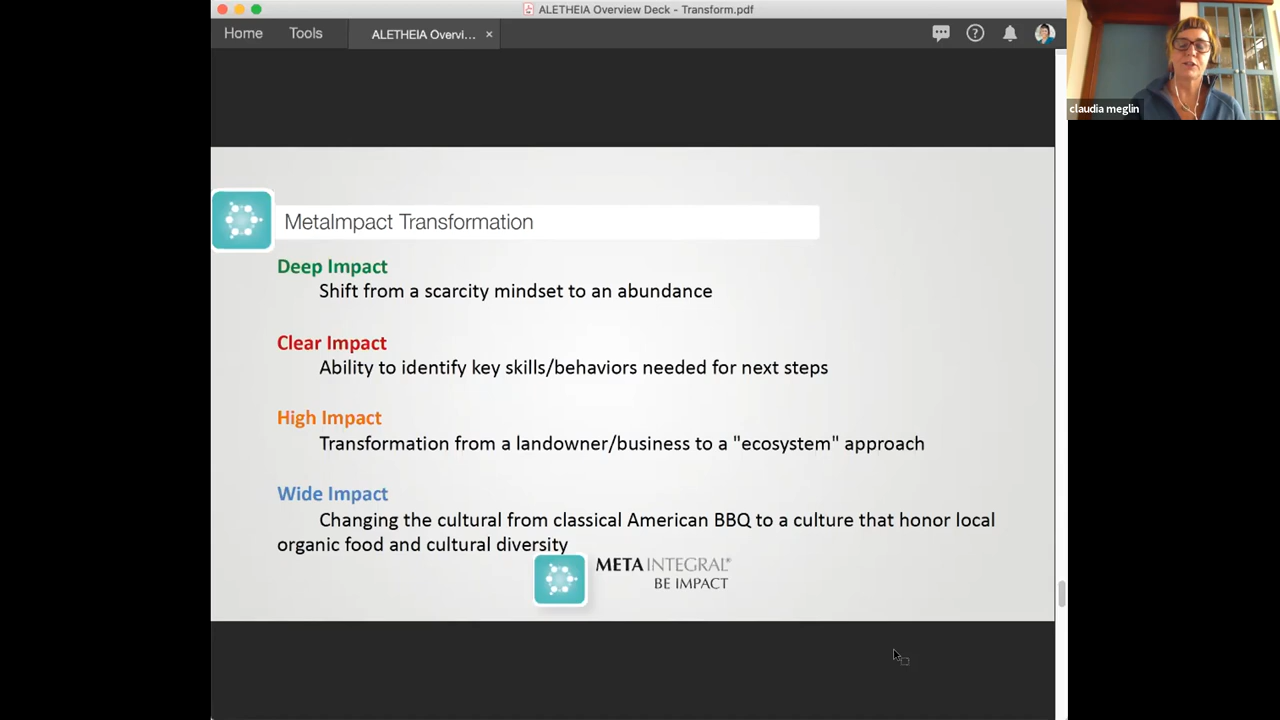 ALETHEIA Overview Deck - Transform.pdf
Home Tools ALETHEIA Overvi... ×
claudia meglin
MetaImpact Transformation
Deep Impact
Shift from a scarcity mindset to an abundance
Clear Impact
Ability to identify key skills/behaviors needed for next steps
High Impact
Transformation from a landowner/business to a "ecosystem" approach
Wide Impact
Changing the cultural from classical American BBQ to a culture that honor local
organic food and cultural diversity
METAINTEGRAL®
BE IMPACT